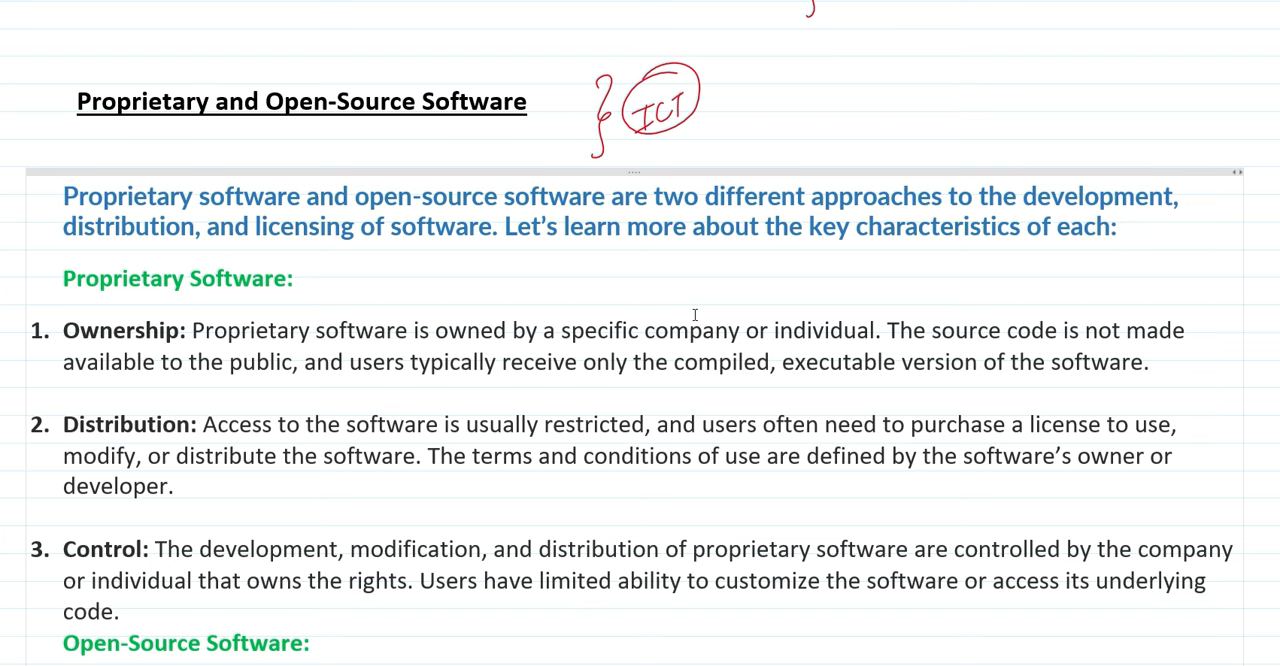 Proprietary and Open-Source Software
ICT
Proprietary software and open-source software are two different approaches to the development,
distribution, and licensing of software. Let’s learn more about the key characteristics of each:
Proprietary Software:
1. Ownership: Proprietary software is owned by a specific company or individual. The source code is not made
available to the public, and users typically receive only the compiled, executable version of the software.
2. Distribution: Access to the software is usually restricted, and users often need to purchase a license to use,
modify, or distribute the software. The terms and conditions of use are defined by the software’s owner or
developer.
3. Control: The development, modification, and distribution of proprietary software are controlled by the company
or individual that owns the rights. Users have limited ability to customize the software or access its underlying
code.
Open-Source Software: